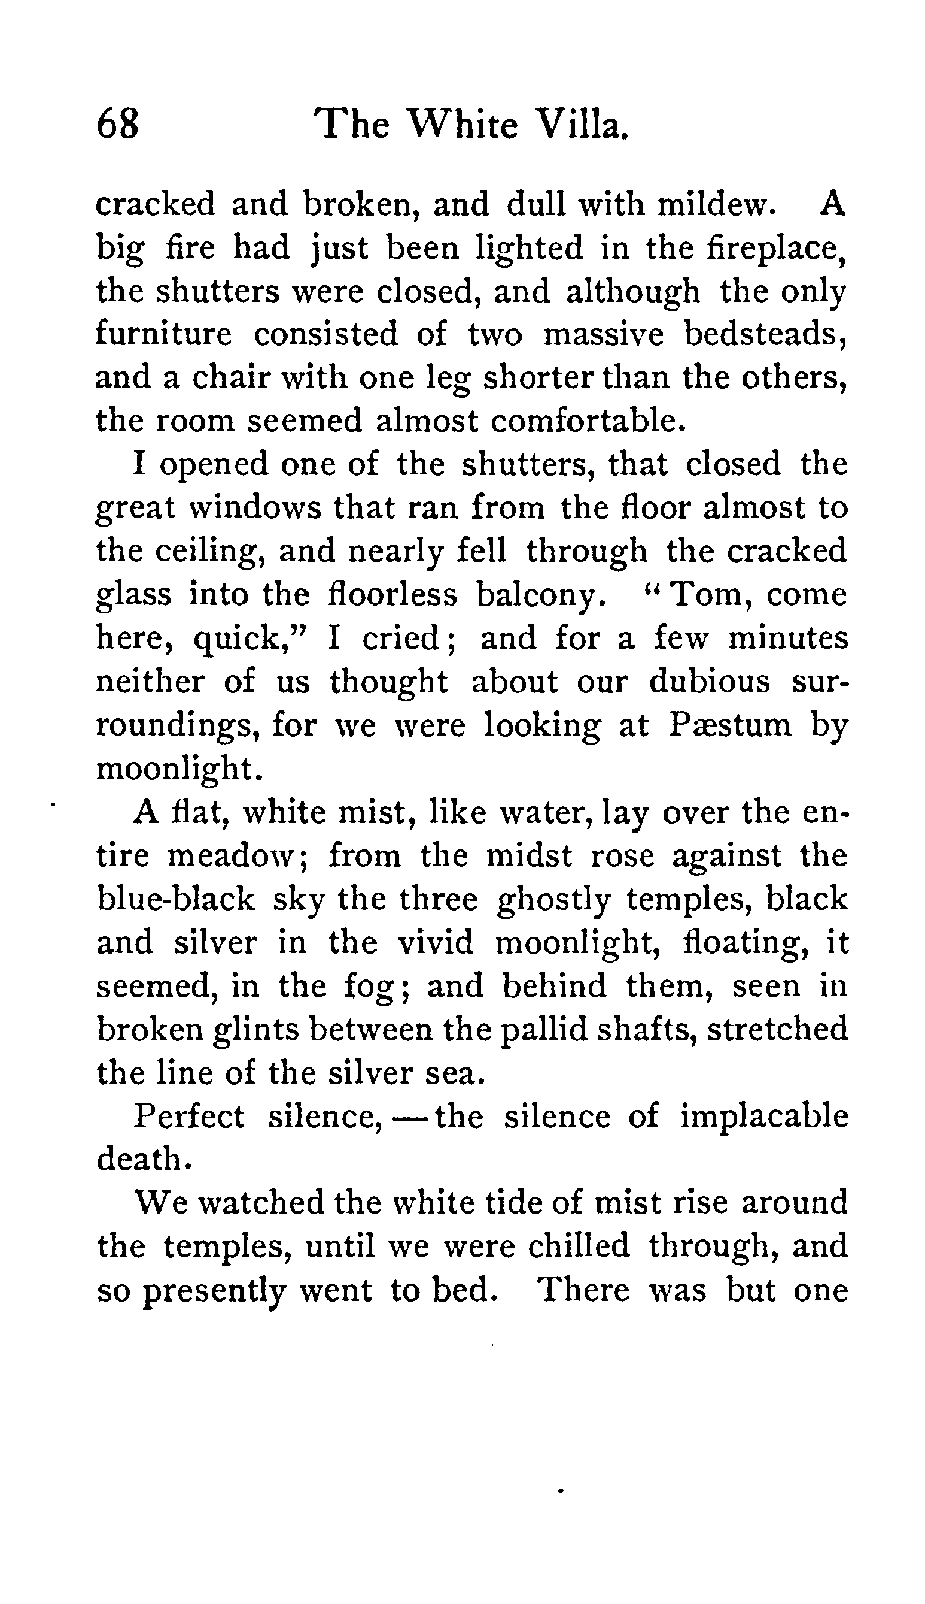 68 The White Villa.
cracked and broken, and dull with mildew. A
big fire had just been lighted in the fireplace,
the shutters were closed, and although the only
furniture consisted of two massive bedsteads,
and a chair with one leg shorter than the others,
the room seemed almost comfortable.
I opened one of the shutters, that closed the
great windows that ran from the floor almost to
the ceiling, and nearly fell through the cracked
glass into the floorless balcony. “Tom, come
here, quick,” I cried; and for a few minutes
neither of us thought about our dubious sur-
roundings, for we were looking at Pæstum by
moonlight.
A flat, white mist, like water, lay over the en-
tire meadow; from the midst rose against the
blue-black sky the three ghostly temples, black
and silver in the vivid moonlight, floating, it
seemed, in the fog; and behind them, seen in
broken glints between the pallid shafts, stretched
the line of the silver sea.
Perfect silence, — the silence of implacable
death.
We watched the white tide of mist rise around
the temples, until we were chilled through, and
so presently went to bed. There was but one